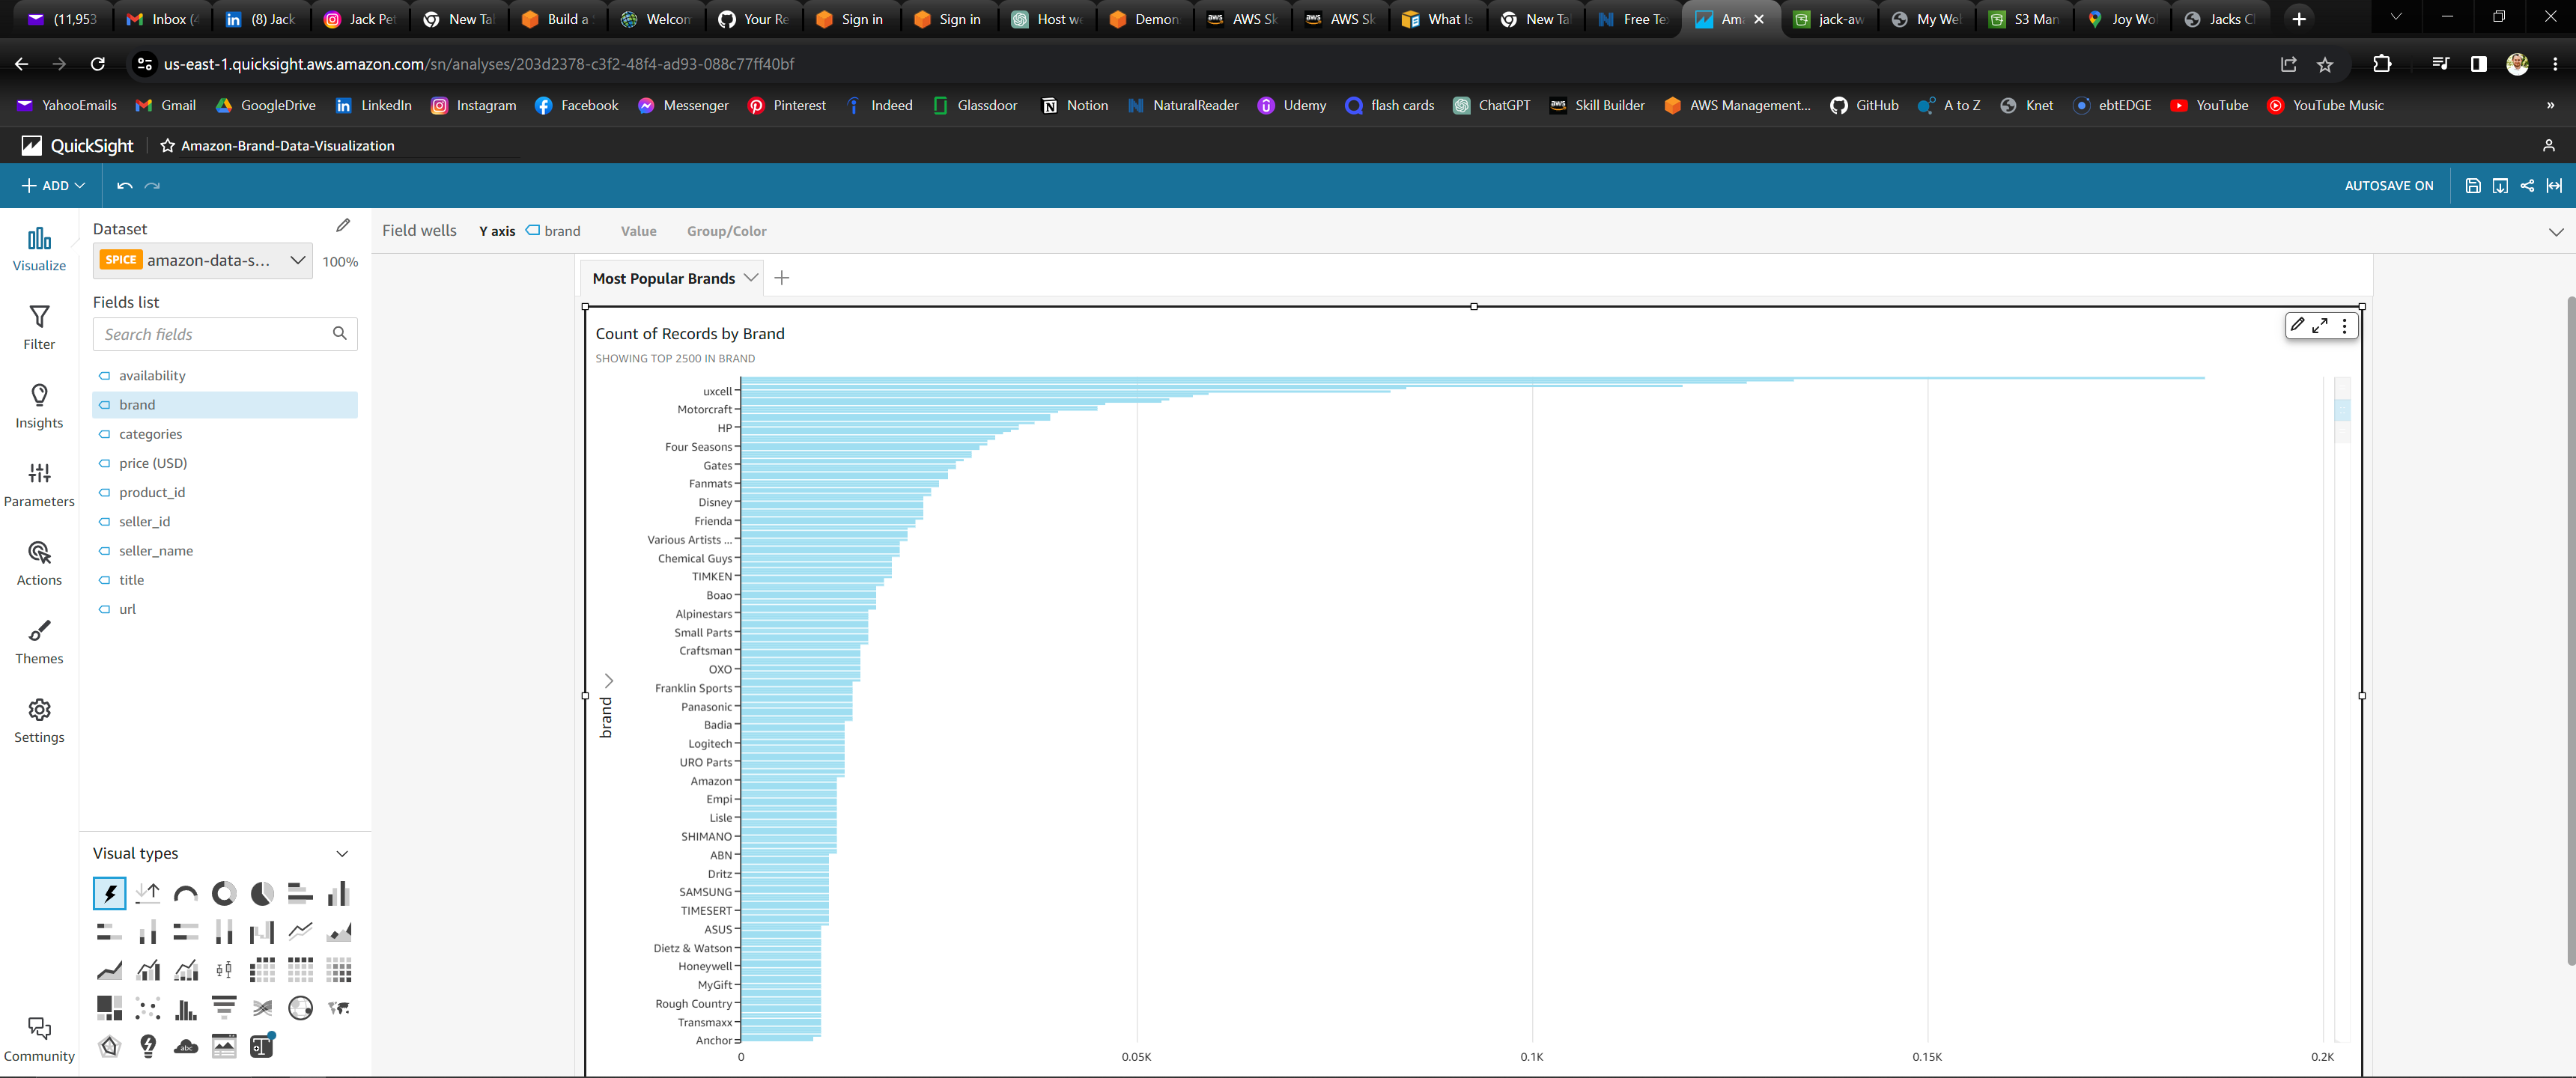 (11,953
Inbox (4
(8) Jack
Jack Pet
New Ta
Build a
Welcom
Your Re
Sign in
Sign in
Host we
Demon
AWS Sk
AWS Sk
What Is
New Ta
Free Te
Am
jack-aw
My Wel
S3 Man
Joy Wo
Jacks C
us-east-1.quicksight.aws.amazon.com/sn/analyses/203d2378-c3f2-48f4-ad93-088c77ff40bf
YahooEmails
Gmail
GoogleDrive
LinkedIn
Instagram
Facebook
Messenger
Pinterest
Indeed
Glassdoor
Notion
NaturalReader
Udemy
flash cards
ChatGPT
Skill Builder
AWS Management...
GitHub
A to Z
Knet
ebtEDGE
YouTube
YouTube Music
»
QuickSight
Amazon-Brand-Data-Visualization
ADD
AUTOSAVE ON
Visualize
Filter
Insights
Parameters
Actions
Themes
Settings
Community
Dataset
SPICE amazon-data-s... 100%
Fields list
Search fields
availability
brand
categories
price (USD)
product_id
seller_id
seller_name
title
url
Visual types
abc
Field wells Y axis brand Value Group/Color
Most Popular Brands
Count of Records by Brand
SHOWING TOP 2500 IN BRAND
brand
uxcell
Motorcraft
HP
Four Seasons
Gates
Fanmats
Disney
Frienda
Various Artists ...
Chemical Guys
TIMKEN
Boao
Alpinestars
Small Parts
Craftsman
OXO
Franklin Sports
Panasonic
Badia
Logitech
URO Parts
Amazon
Empi
Lisle
SHIMANO
ABN
Dritz
SAMSUNG
TIMESERT
ASUS
Dietz & Watson
Honeywell
MyGift
Rough Country
Transmaxx
Anchor
0 0.05K 0.1K 0.15K 0.2K